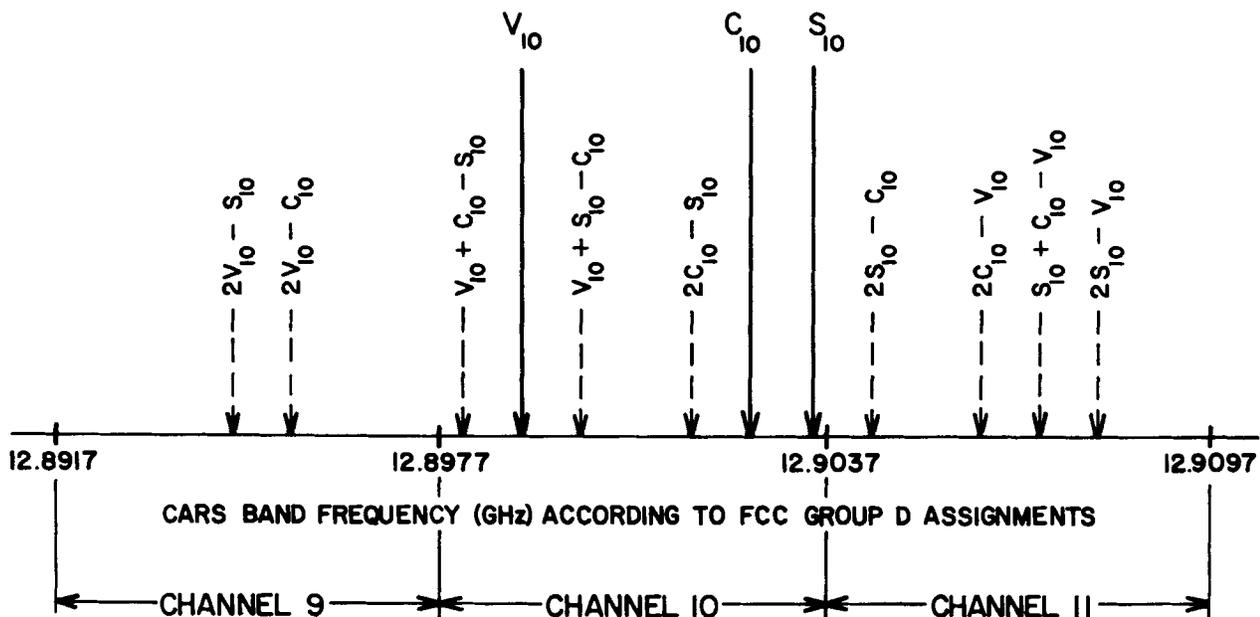 V10 C10 S10
2V10 – S10
2V10 – C10
V10 + C10 – S10
V10 + S10 – C10
2C10 – S10
2S10 – C10
2C10 – V10
S10 + C10 – V10
2S10 – V10
12.8917 12.8977 12.9037 12.9097
CARS BAND FREQUENCY (GHz) ACCORDING TO FCC GROUP D ASSIGNMENTS
CHANNEL 9 CHANNEL 10 CHANNEL 11